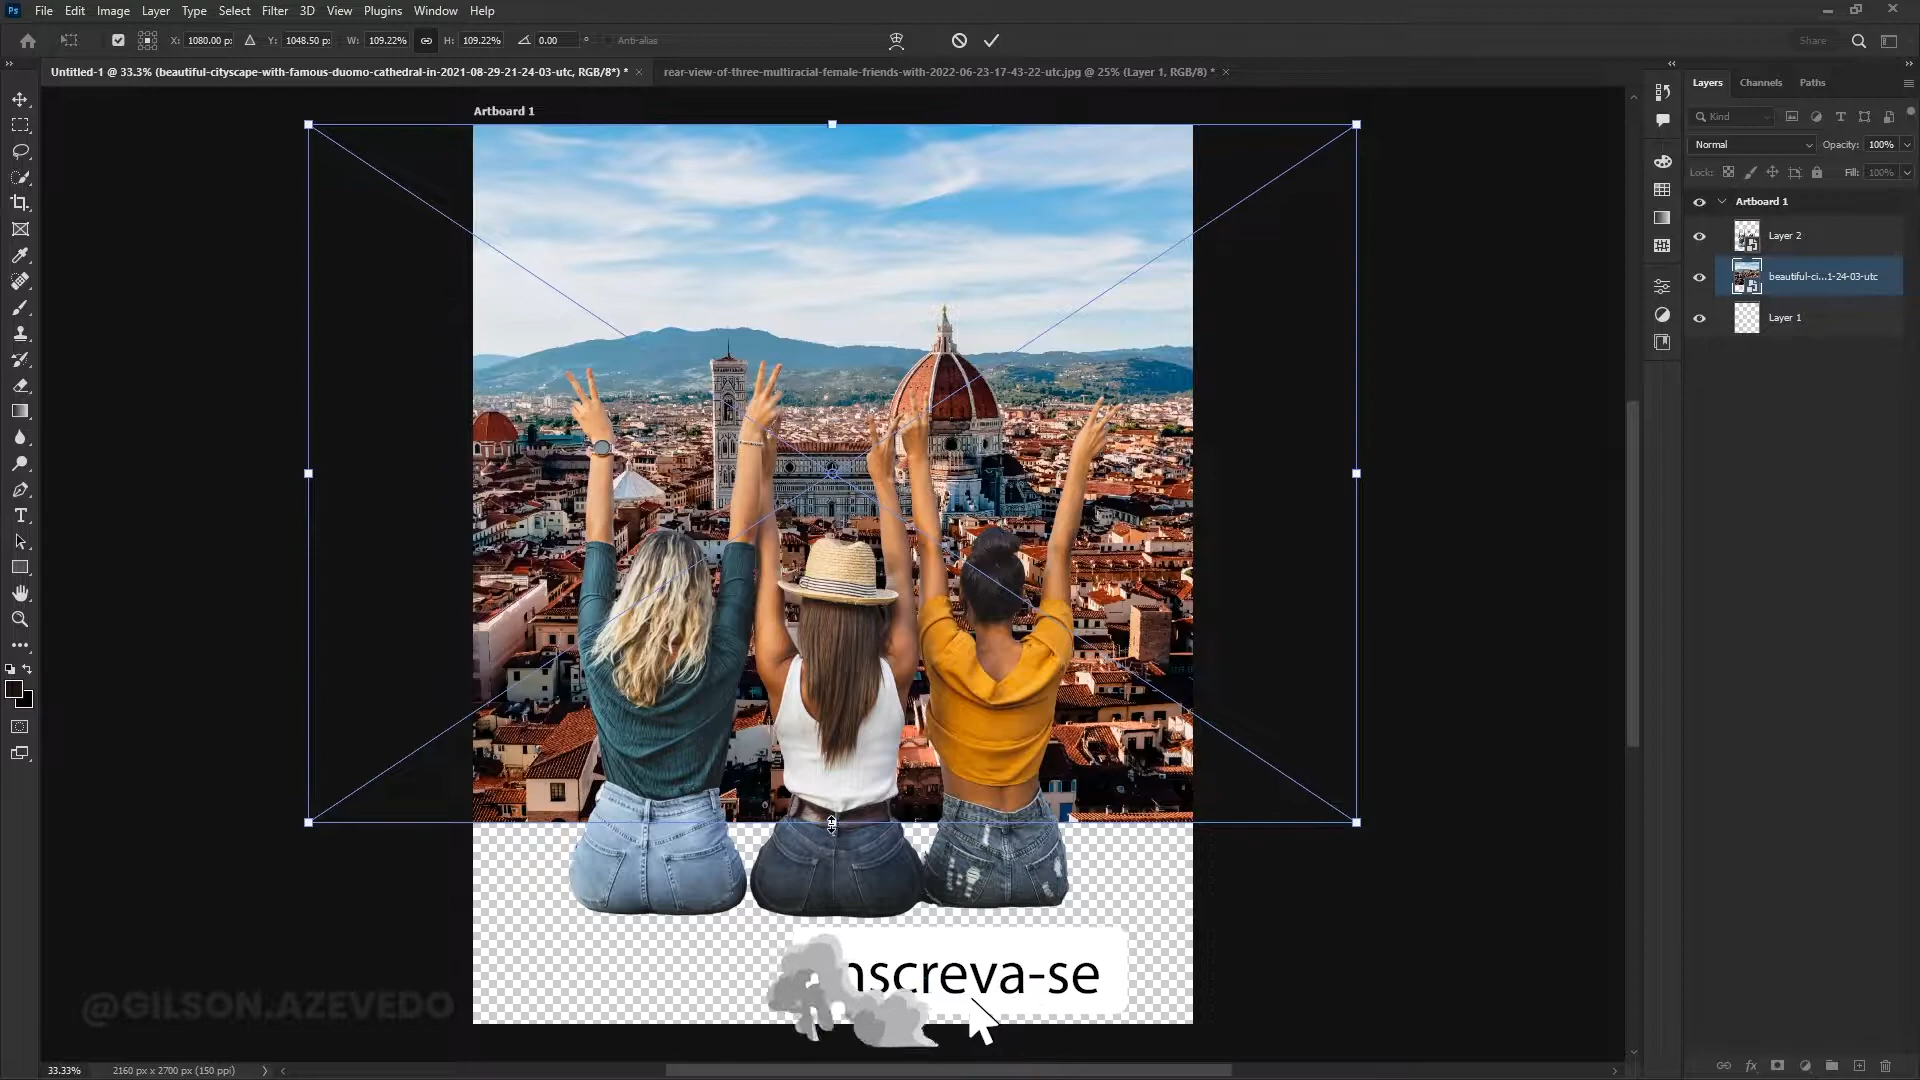 Ps File Edit Image Layer Type Select Filter 3D View Plugins Window Help
X: 1080.00 p: Y: 1048.50 p: W: 109.22% H: 109.22% 0.00 ° Anti-alias Share
Untitled-1 @ 33.3% (beautiful-cityscape-with-famous-duomo-cathedral-in-2021-08-29-21-24-03-utc, RGB/8*) * × rear-view-of-three-multiracial-female-friends-with-2022-06-23-17-43-22-utc.jpg @ 25% (Layer 1, RGB/8) * ×
Artboard 1
Layers Channels Paths
Kind
Normal Opacity: 100%
Lock: Fill: 100%
Artboard 1
Layer 2
beautiful-ci...1-24-03-utc
Layer 1
nscreva-se
@GILSON.AZEVEDO
33.33% 2160 px x 2700 px (150 ppi)